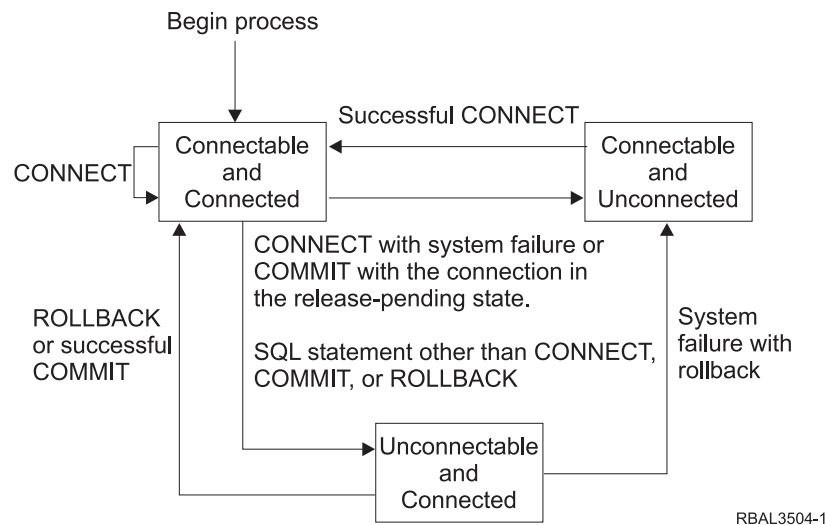 Begin process
Successful CONNECT
Connectable
and
Connected
Connectable
and
Unconnected
CONNECT
CONNECT with system failure or
COMMIT with the connection in
the release-pending state.
ROLLBACK
or successful
COMMIT
SQL statement other than CONNECT,
COMMIT, or ROLLBACK
System
failure with
rollback
Unconnectable
and
Connected
RBAL3504-1